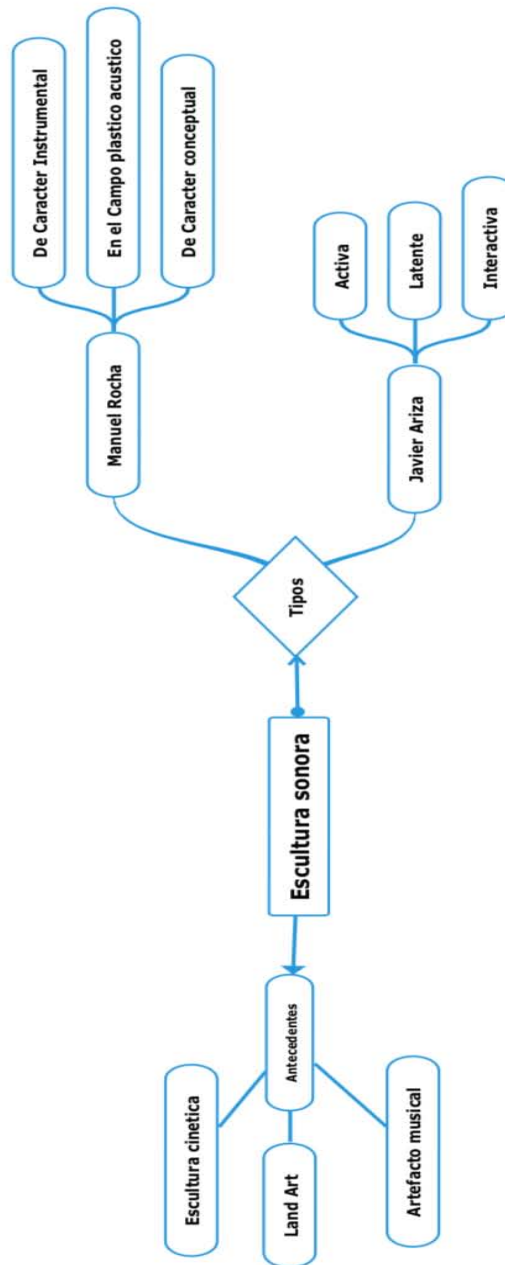 Escultura cinetica
Land Art
Artefacto musical
Antecedentes
Escultura sonora
Tipos
Manuel Rocha
De Caracter Instrumental
En el Campo plastico acustico
De Caracter conceptual
Javier Ariza
Activa
Latente
Interactiva